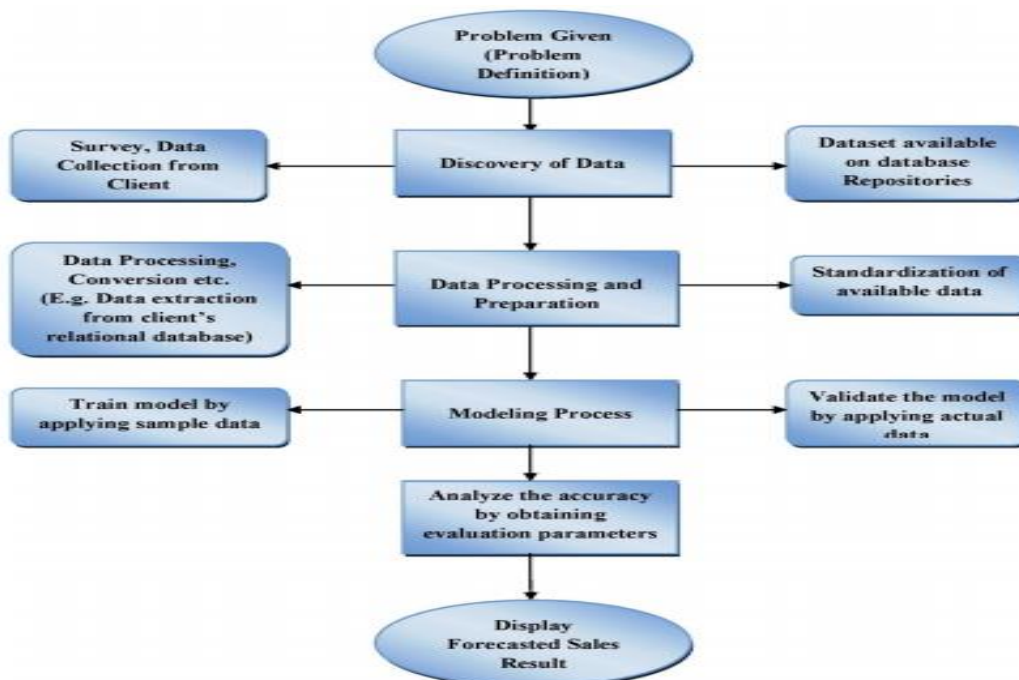 Problem Given
(Problem
Definition)
Survey, Data
Collection from
Client
Discovery of Data
Dataset available
on database
Repositories
Data Processing,
Conversion etc.
(E.g. Data extraction
from client's
relational database)
Data Processing and
Preparation
Standardization of
available data
Train model by
applying sample data
Modeling Process
Validate the model
by applying actual
data
Analyze the accuracy
by obtaining
evaluation parameters
Display
Forecasted Sales
Result